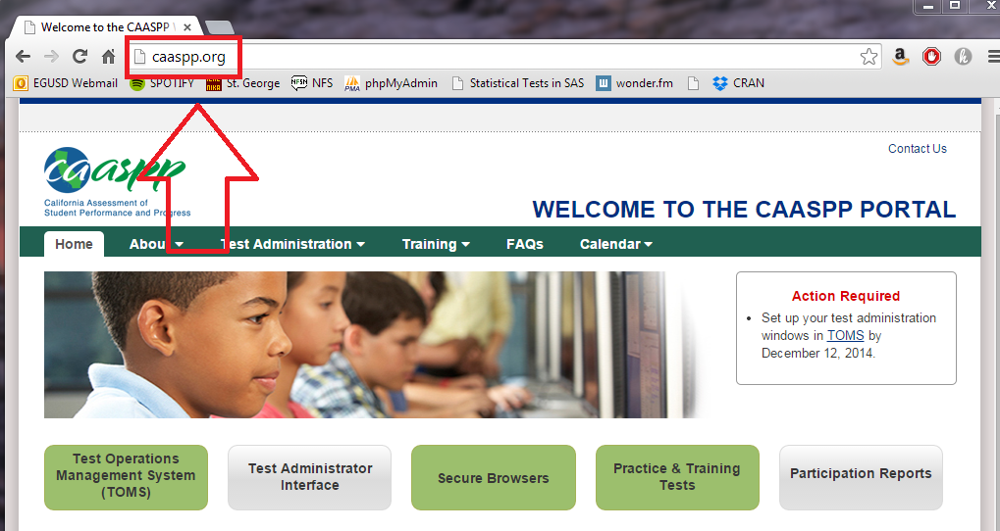 Welcome to the CAASPP
caaspp.org
EGUSD Webmail SPOTIFY St. George NFS phpMyAdmin Statistical Tests in SAS wonder.fm CRAN
Contact Us
caaspp
California Assessment of
Student Performance and Progress
WELCOME TO THE CAASPP PORTAL
Home About Test Administration Training FAQs Calendar
Action Required
• Set up your test administration
windows in TOMS by
December 12, 2014.
Test Operations
Management System
(TOMS)
Test Administrator
Interface
Secure Browsers
Practice & Training
Tests
Participation Reports